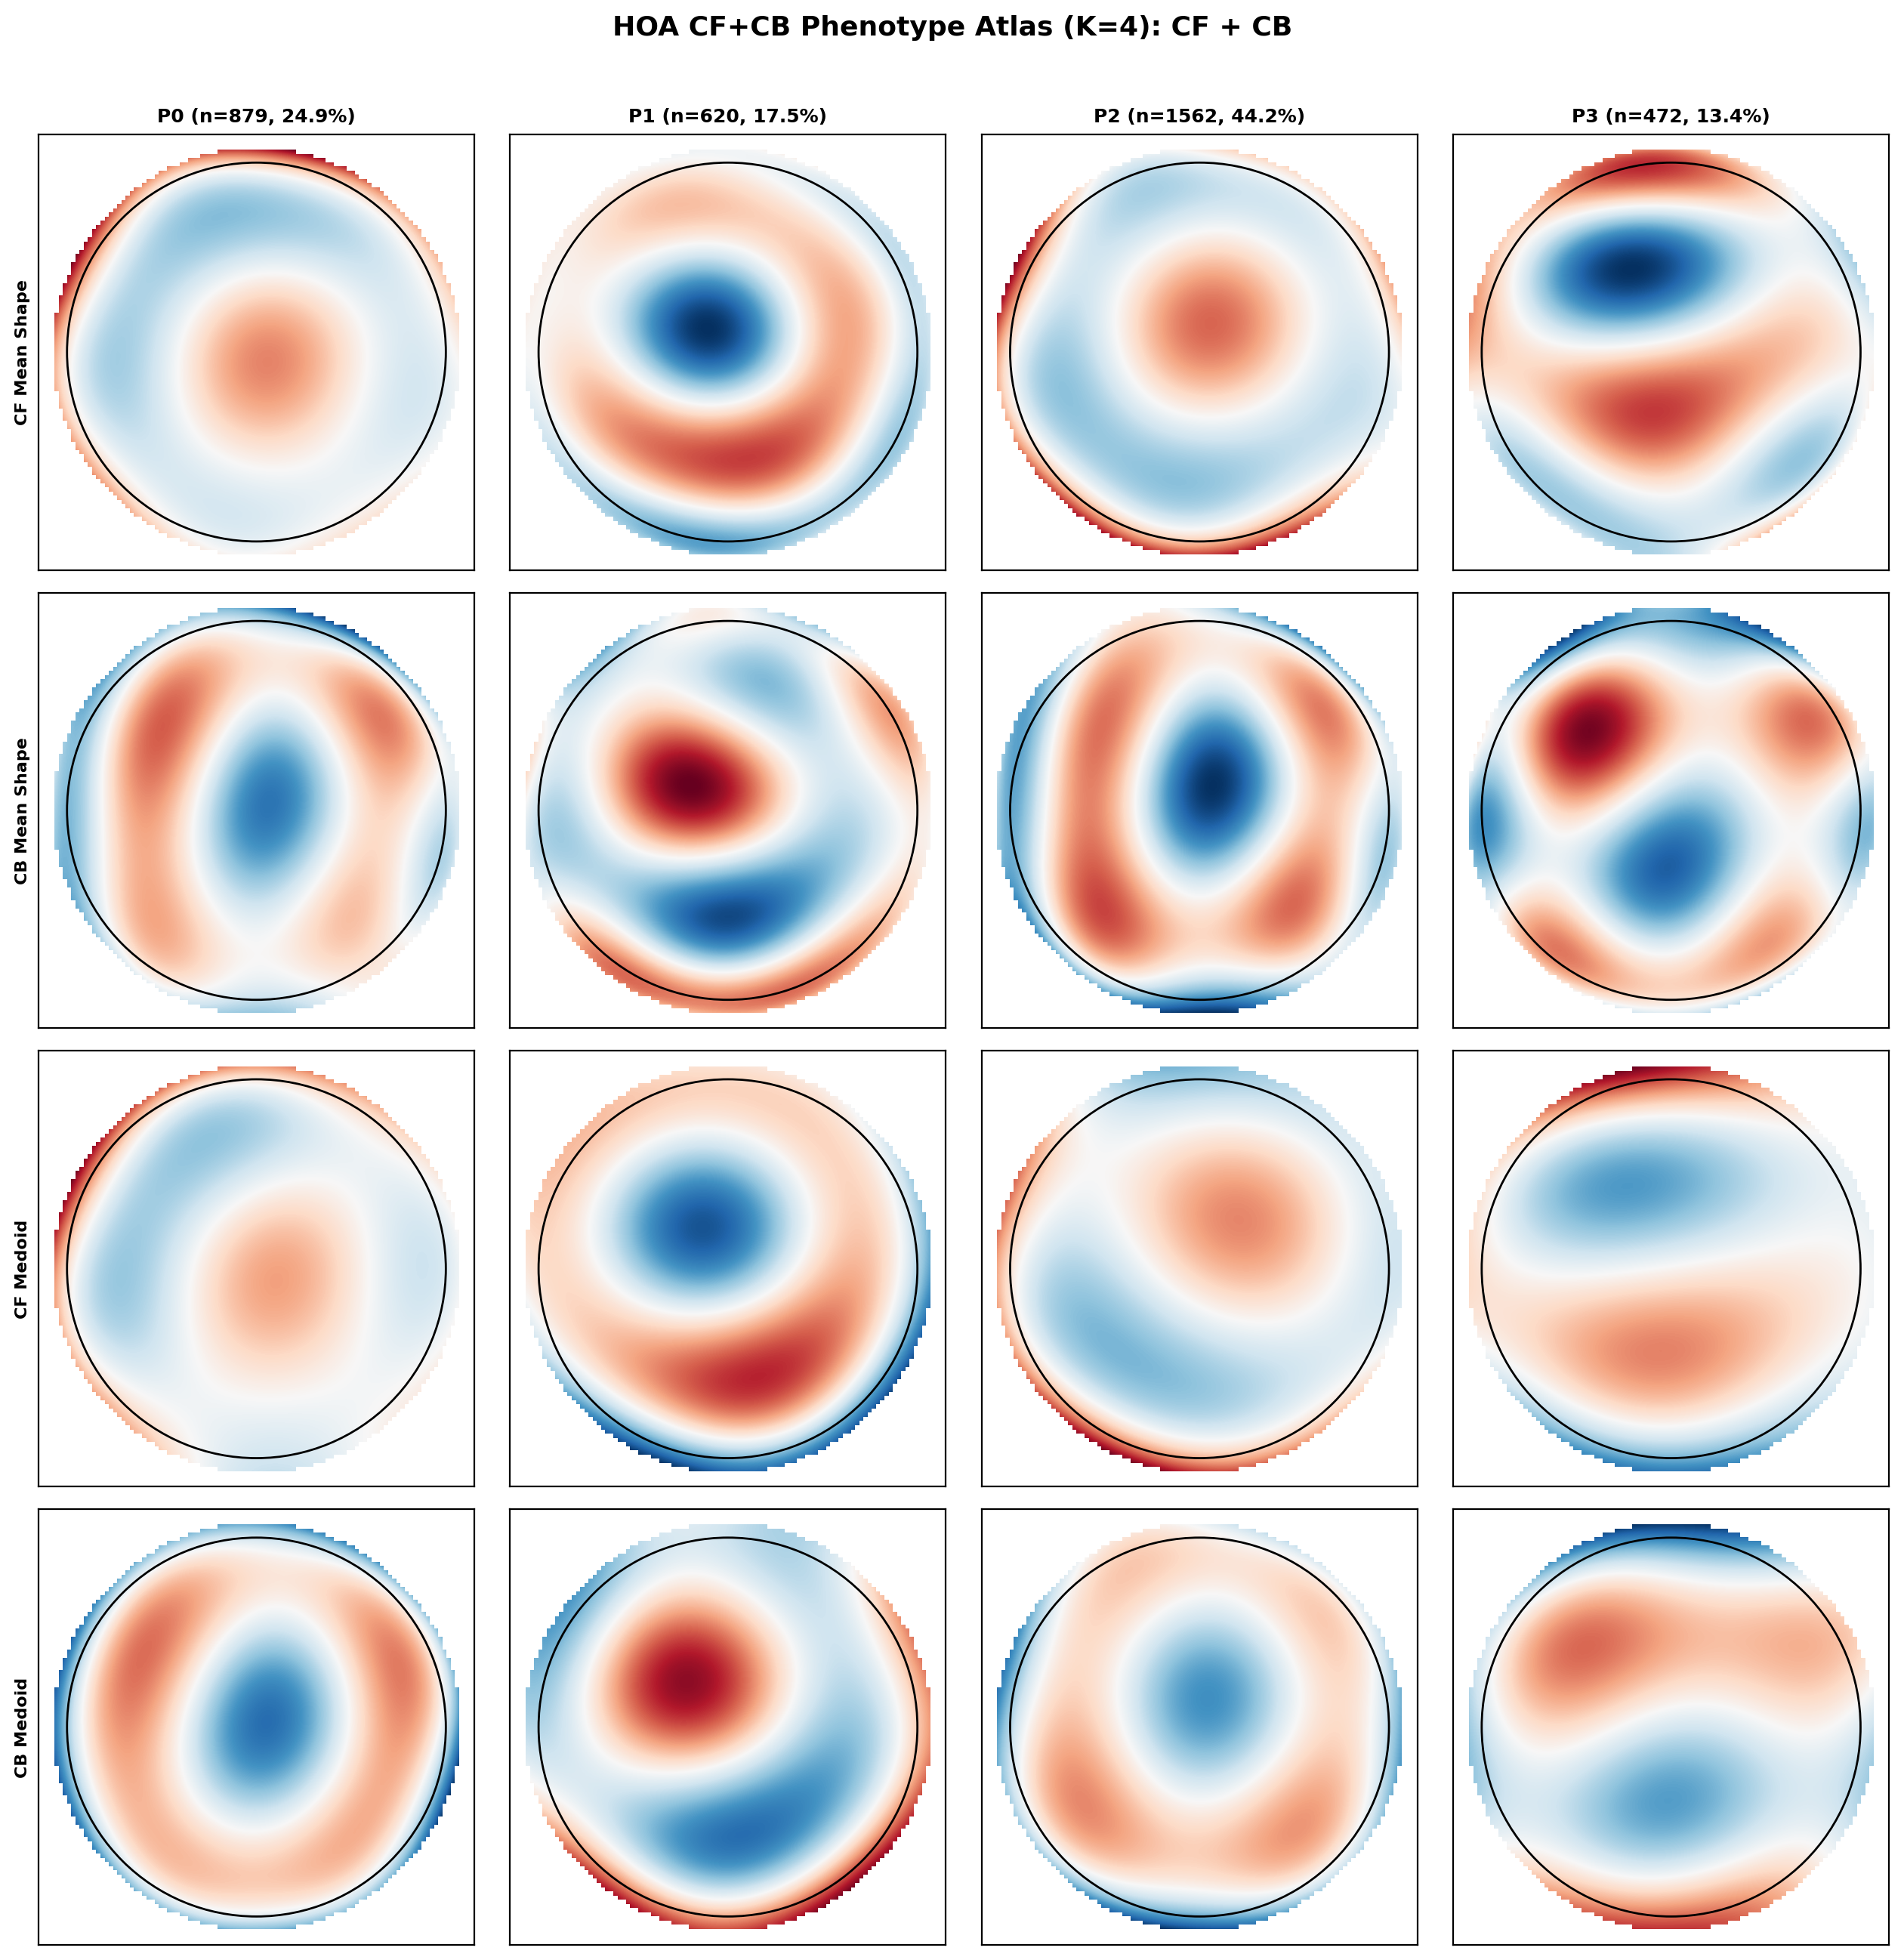 HOA CF+CB Phenotype Atlas (K=4): CF + CB
P0 (n=879, 24.9%)
P1 (n=620, 17.5%)
P2 (n=1562, 44.2%)
P3 (n=472, 13.4%)
CF Mean Shape
CB Mean Shape
CF Medoid
CB Medoid